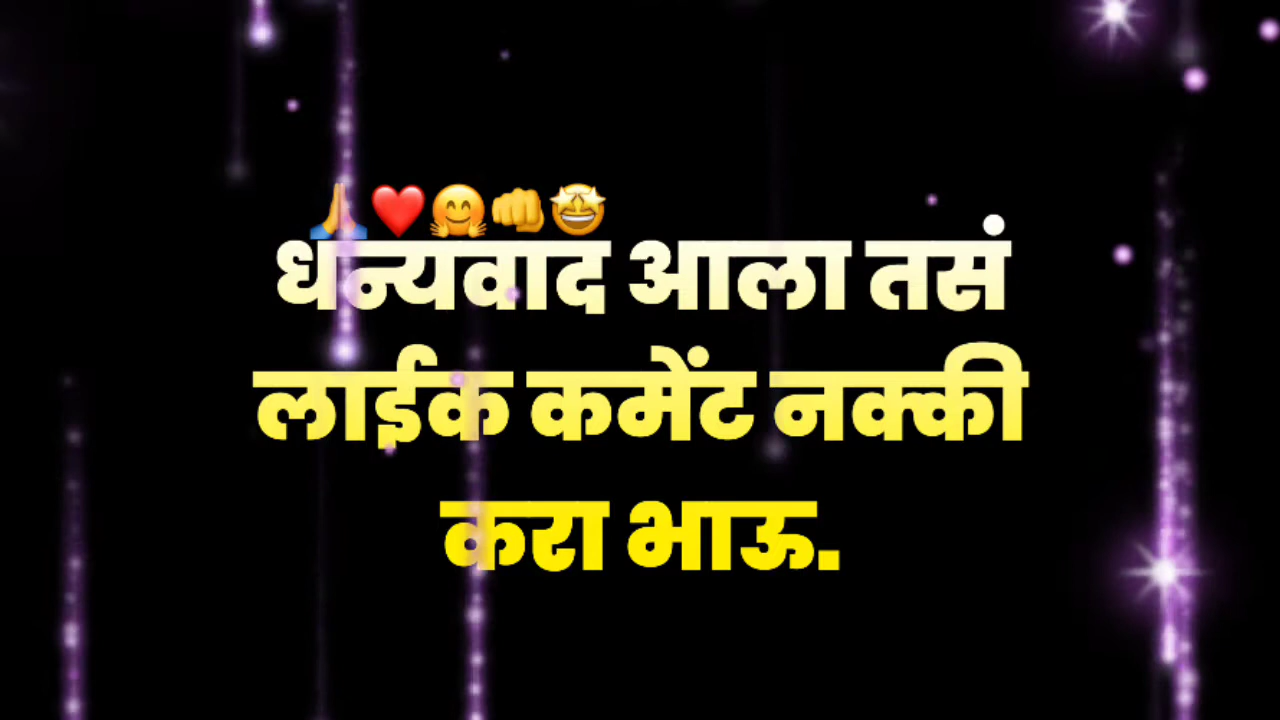 🙏❤️🤗👊🤩
धन्यवाद आला तसं
लाईक कमेंट नक्की
करा भाऊ.